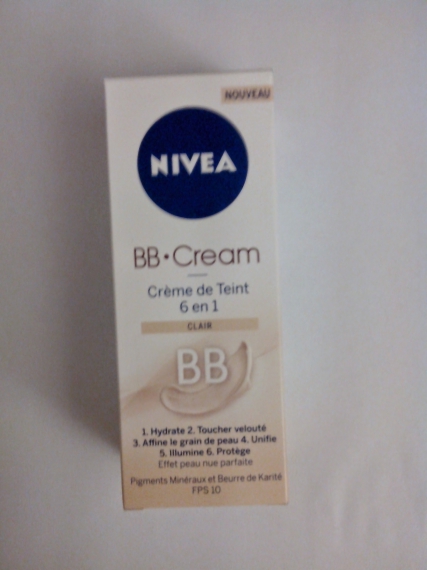 NOUVEAU
NIVEA
BB•Cream
Crème de Teint
6 en 1
CLAIR
BB
1. Hydrate 2. Toucher velouté
3. Affine le grain de peau 4. Unifie
5. Illumine 6. Protège
Effet peau nue parfaite
Pigments Minéraux et Beurre de Karité
FPS 10